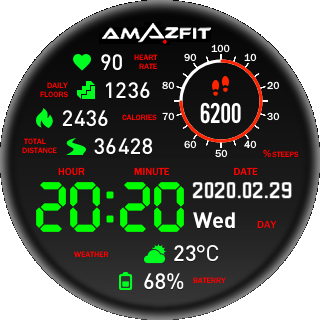 AMAZFIT
90 HEART RATE
DAILY FLOORS 1236
2436 CALORIES
TOTAL DISTANCE 36428
100 10 20 30 40 50 60 70 80 90
6200
%STEEPS
HOUR MINUTE DATE
20:20 2020.02.29
Wed DAY
WEATHER 23°C
68% BATERRY